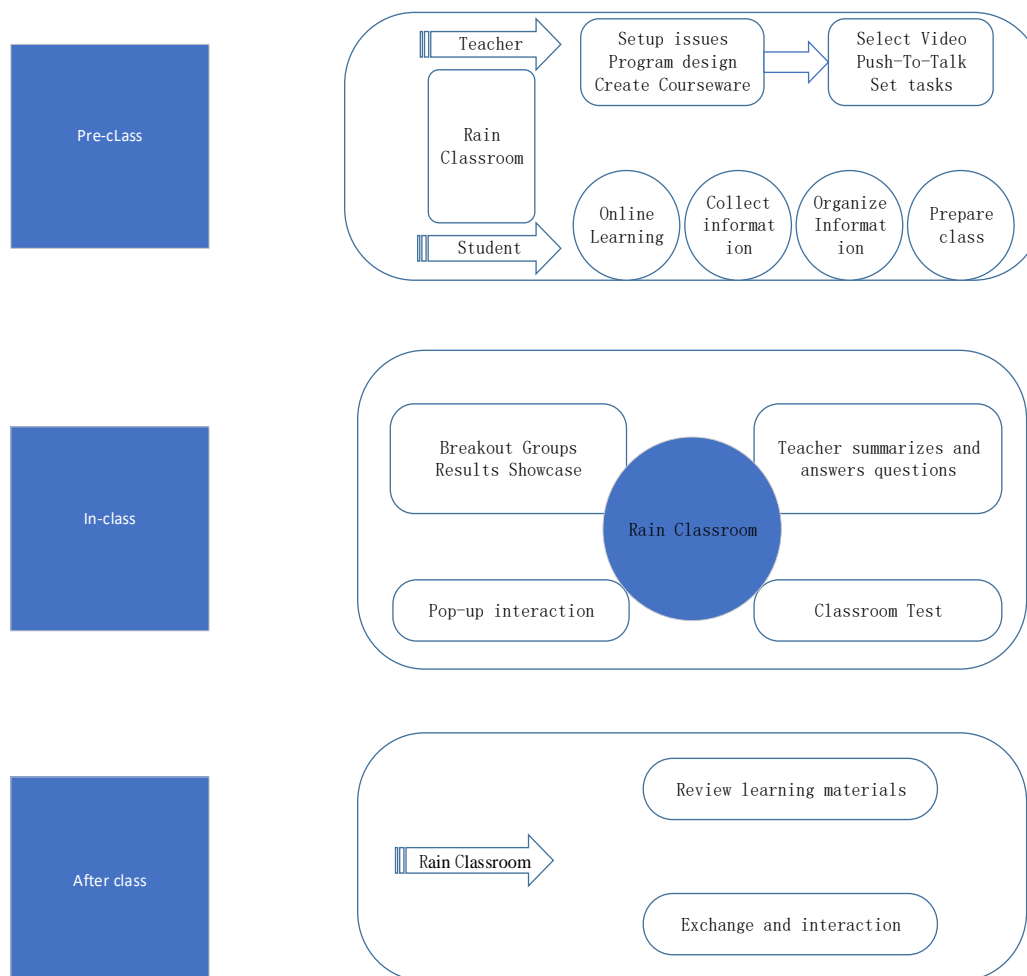 Pre-cLass
Teacher
Setup issues
Program design
Create Courseware
Select Video
Push-To-Talk
Set tasks
Rain
Classroom
Student
Online
Learning
Collect
informat
ion
Organize
Informat
ion
Prepare
class
In-class
Breakout Groups
Results Showcase
Teacher summarizes and
answers questions
Rain Classroom
Pop-up interaction
Classroom Test
After class
Rain Classroom
Review learning materials
Exchange and interaction